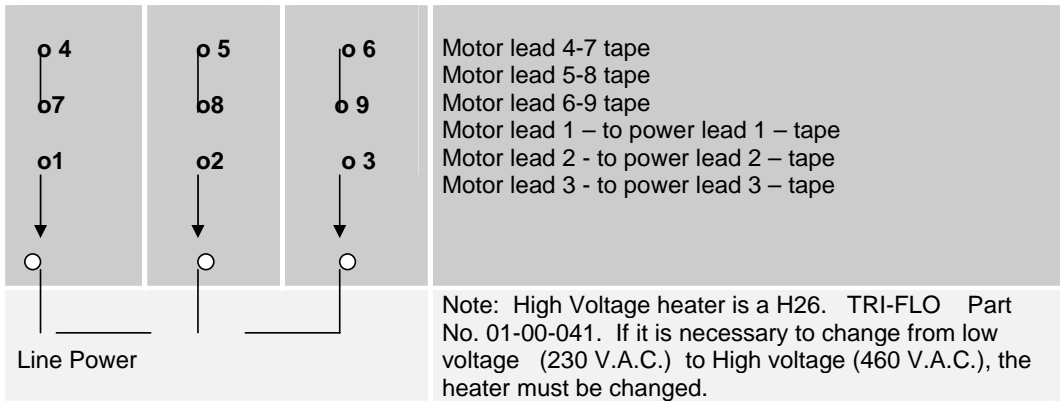 o 4 o 5 o 6
o7 o8 o 9
o1 o2 o 3
Motor lead 4-7 tape
Motor lead 5-8 tape
Motor lead 6-9 tape
Motor lead 1 – to power lead 1 – tape
Motor lead 2 - to power lead 2 – tape
Motor lead 3 - to power lead 3 – tape
Line Power
Note: High Voltage heater is a H26. TRI-FLO Part
No. 01-00-041. If it is necessary to change from low
voltage (230 V.A.C.) to High voltage (460 V.A.C.), the
heater must be changed.